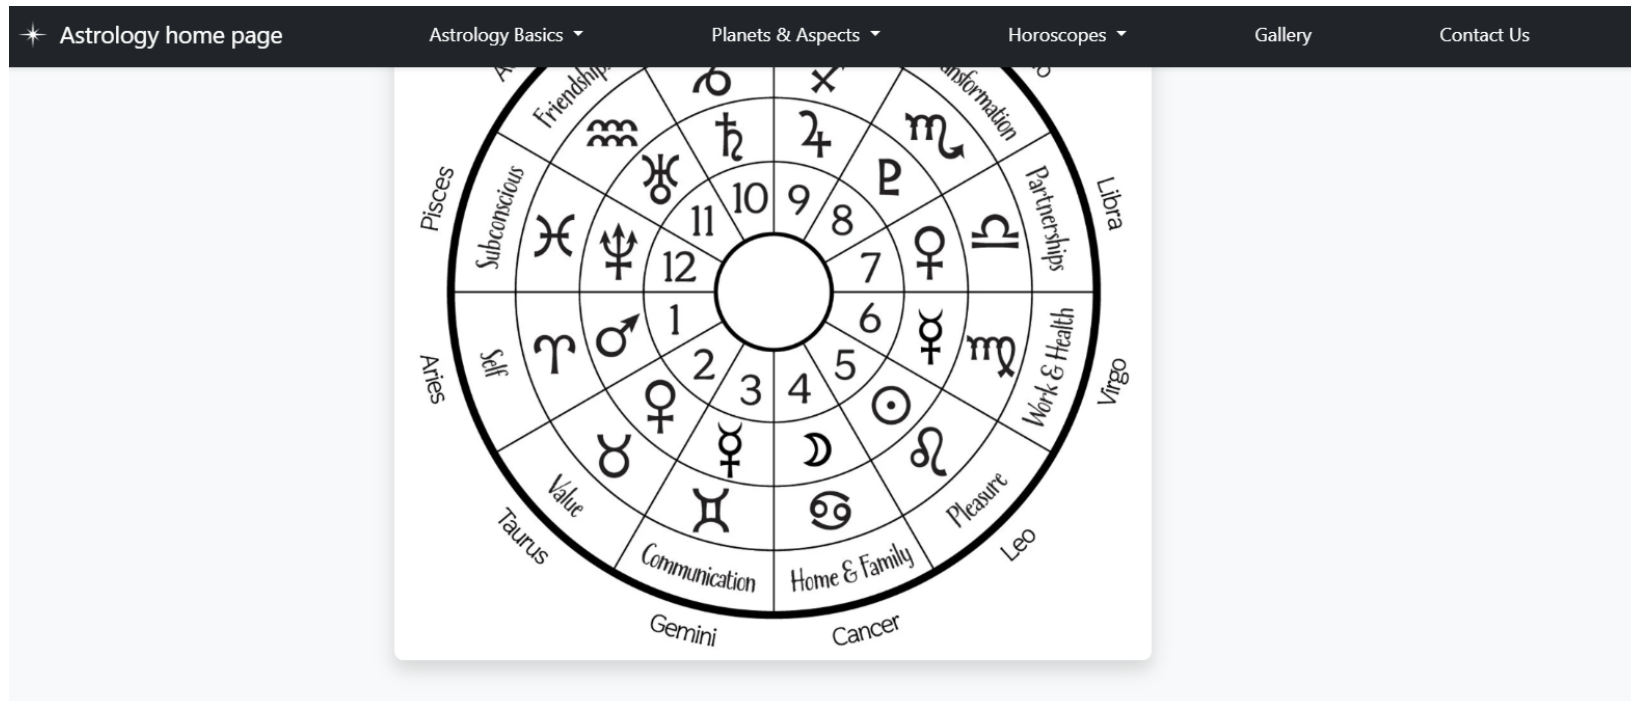 Astrology home page
Astrology Basics
Planets & Aspects
Horoscopes
Gallery
Contact Us
Pisces
Subconscious
12
11
10
9
8
7
Partnerships
Libra
Aries
Self
1
2
3
4
5
6
Work & Health
Virgo
Value
Taurus
Communication
Gemini
Home & Family
Cancer
Pleasure
Leo